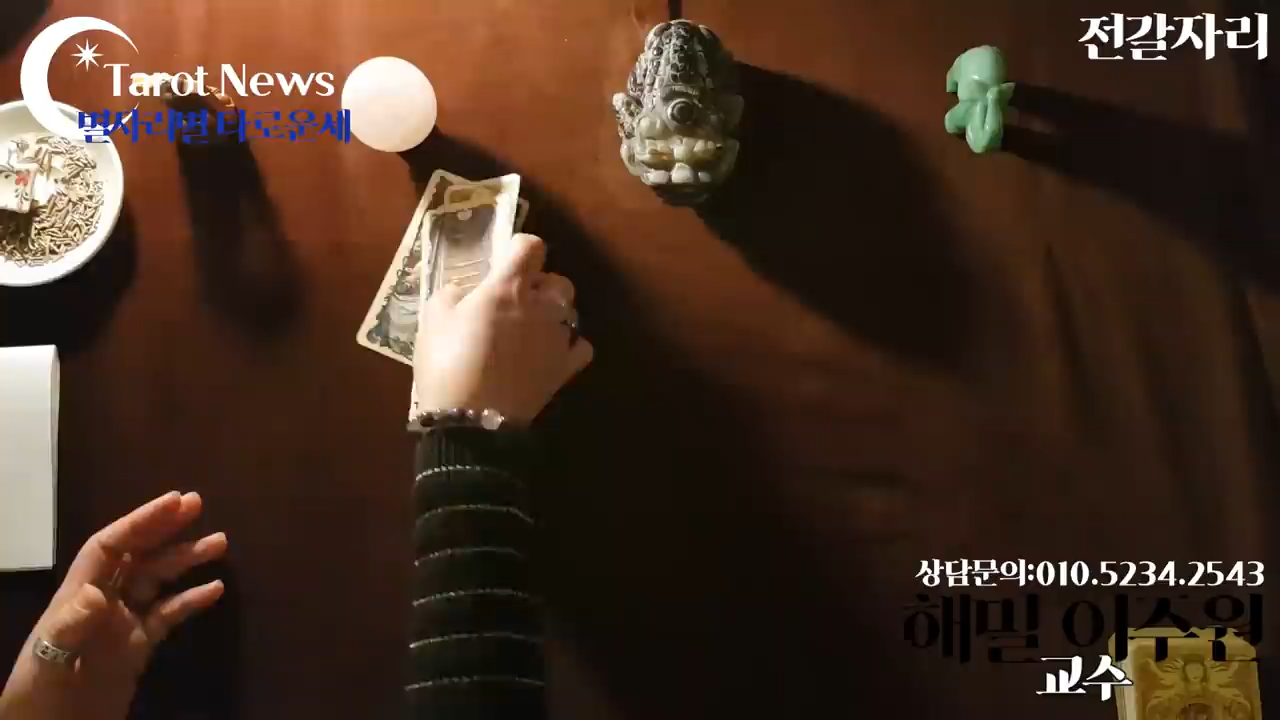 전갈자리
Tarot News
별자리별 타로운세
상담문의:010.5234.2543
해밀 이주원
교수